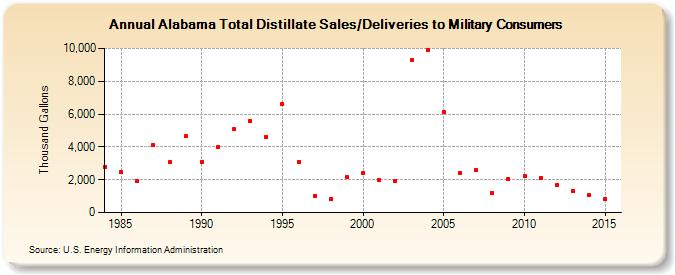 Annual Alabama Total Distillate Sales/Deliveries to Military Consumers
Thousand Gallons
10,000
8,000
6,000
4,000
2,000
0
1985 1990 1995 2000 2005 2010 2015
Source: U.S. Energy Information Administration